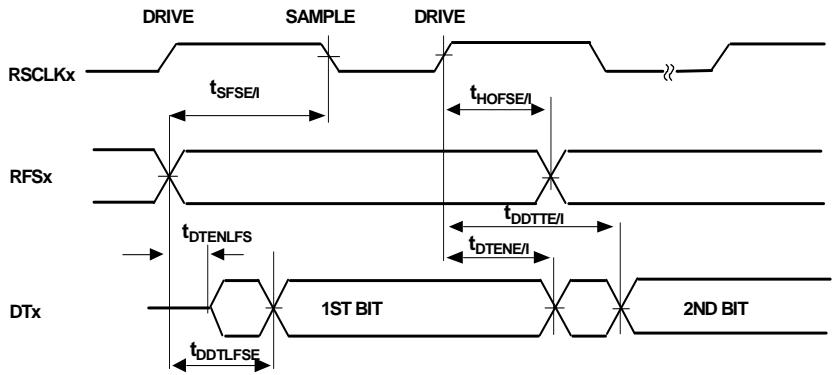 DRIVE SAMPLE DRIVE
RSCLKx
tSFSE/I
tHOFSE/I
RFSx
tDDTTE/I
tDTENLFS
tDTENE/I
DTx
1ST BIT
2ND BIT
tDDTLFSE